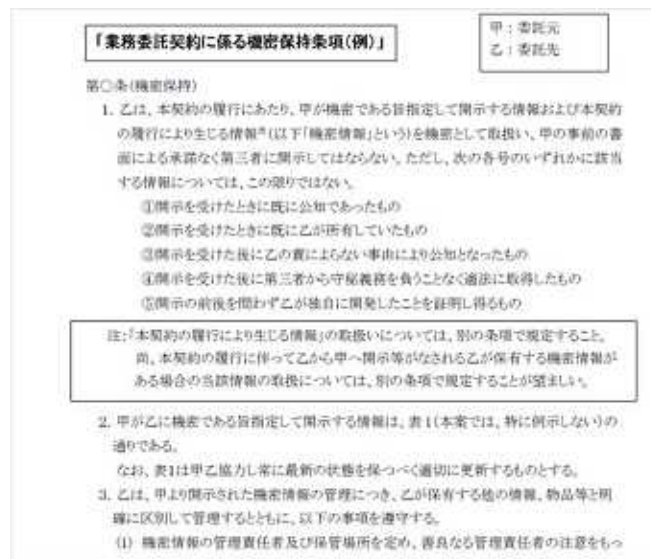 「業務委託契約に係る機密保持条項(例)」
甲:委託元
乙:委託先
第○条(機密保持)
1. 乙は、本契約の履行にあたり、甲が機密である旨指定して開示する情報および本契約
の履行により生じる情報※(以下「機密情報」という)を機密として取扱い、甲の事前の書
面による承諾なく第三者に開示してはならない。ただし、次の各号のいずれかに該当
する情報については、この限りではない。
①開示を受けたときに既に公知であったもの
②開示を受けたときに既に乙が所有していたもの
③開示を受けた後に乙の責によらない事由により公知となったもの
④開示を受けた後に第三者から守秘義務を負うことなく適法に取得したもの
⑤開示の前後を問わず乙が独自に開発したことを証明し得るもの
注:「本契約の履行により生じる情報」の取扱いについては、別の条項で規定すること。
尚、本契約の履行に伴って乙から甲へ開示等がなされる乙が保有する機密情報が
ある場合の当該情報の取扱については、別の条項で規定することが望ましい。
2. 甲が乙に機密である旨指定して開示する情報は、表1(本案では、特に例示しない)の
通りである。
なお、表1は甲乙協力し常に最新の状態を保つべく適切に更新するものとする。
3. 乙は、甲より開示された機密情報の管理につき、乙が保有する他の情報、物品等と明
確に区別して管理するとともに、以下の事項を遵守する。
(1) 機密情報の管理責任者及び保管場所を定め、善良なる管理責任者の注意をもっ